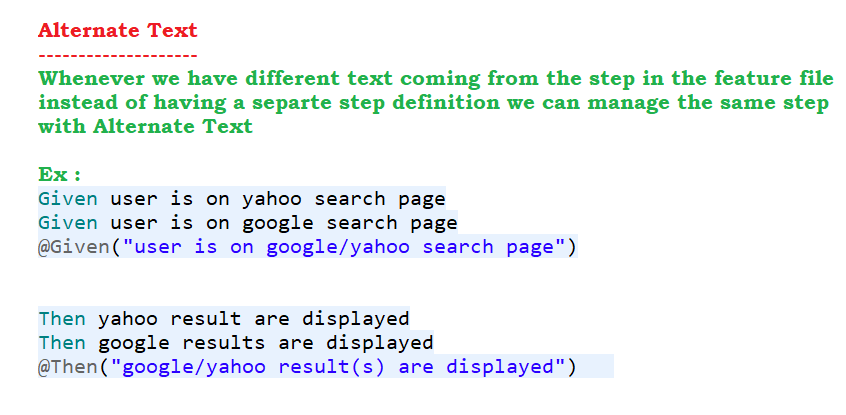 Alternate Text
--------------------
Whenever we have different text coming from the step in the feature file
instead of having a separte step definition we can manage the same step
with Alternate Text
Ex :
Given user is on yahoo search page
Given user is on google search page
@Given("user is on google/yahoo search page")
Then yahoo result are displayed
Then google results are displayed
@Then("google/yahoo result(s) are displayed")